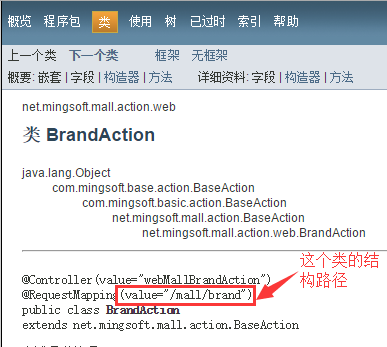 概览 程序包 类 使用 树 已过时 索引 帮助
上一个类 下一个类 框架 无框架
概要: 嵌套 | 字段 | 构造器 | 方法 详细资料: 字段 | 构造器 | 方法
net.mingsoft.mall.action.web
类 BrandAction
java.lang.Object
com.mingsoft.base.action.BaseAction
com.mingsoft.basic.action.BaseAction
net.mingsoft.mall.action.BaseAction
net.mingsoft.mall.action.web.BrandAction
这个类的结
构路径
@Controller(value="webMallBrandAction")
@RequestMapping(value="/mall/brand")
public class BrandAction
extends net.mingsoft.mall.action.BaseAction